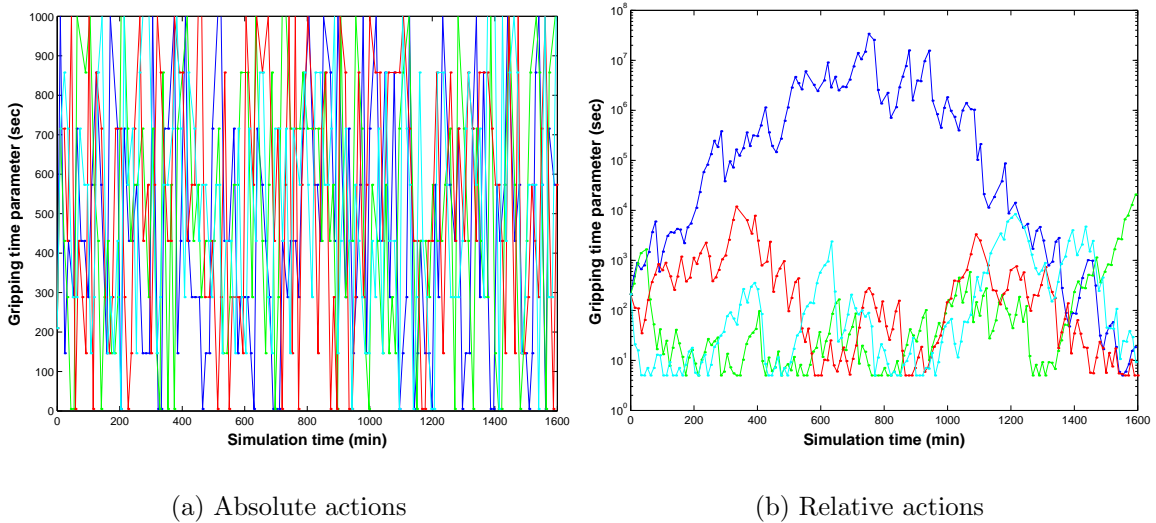 1000
900
800
700
600
500
400
300
200
100
0
Gripping time parameter (sec)
0 200 400 600 800 1000 1200 1400 1600
Simulation time (min)
(a) Absolute actions
10^8
10^7
10^6
10^5
10^4
10^3
10^2
10^1
10^0
Gripping time parameter (sec)
0 200 400 600 800 1000 1200 1400 1600
Simulation time (min)
(b) Relative actions